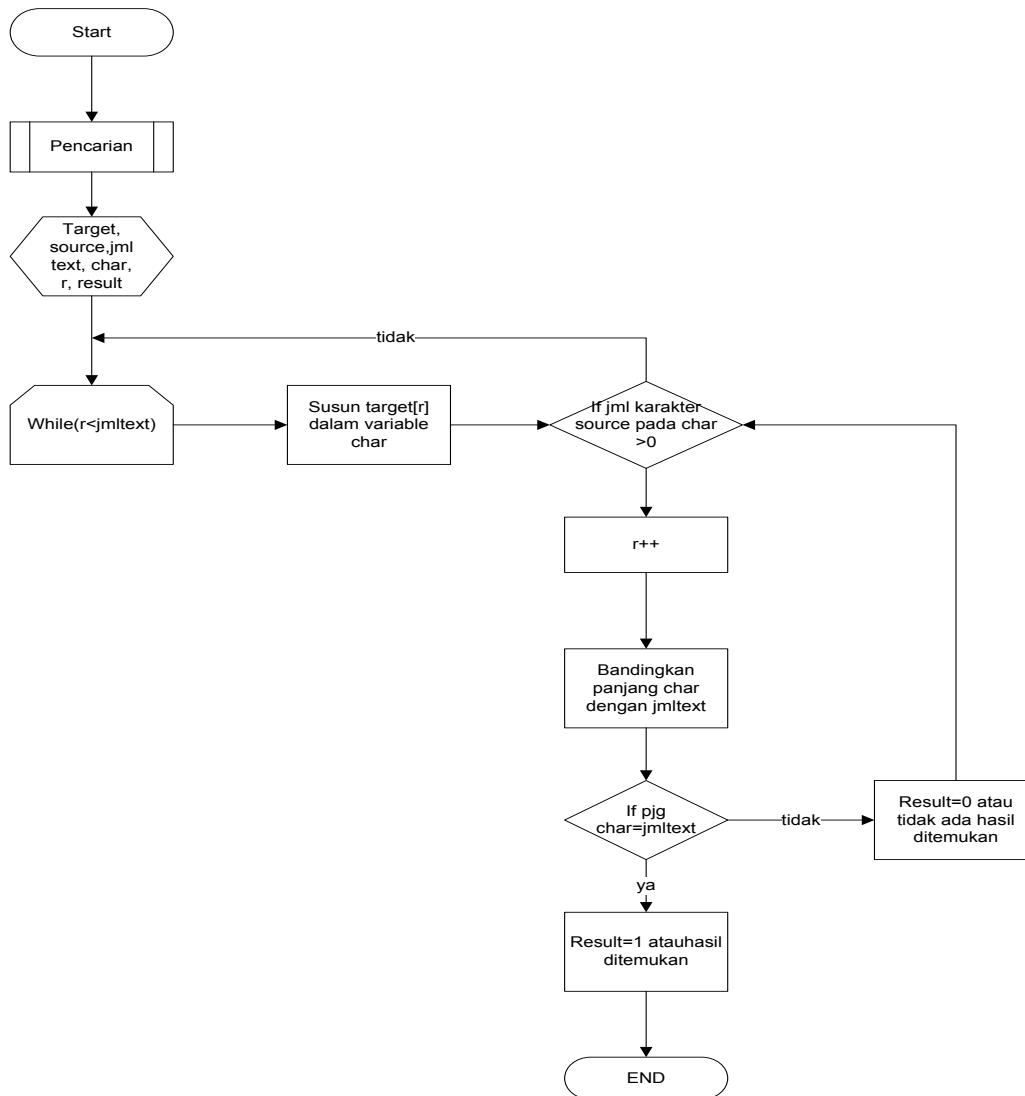 Start
Pencarian
Target,
source,jml
text, char,
r, result
tidak
While(r<jmltext)
Susun target[r]
dalam variable
char
If jml karakter
source pada char
>0
r++
Bandingkan
panjang char
dengan jmltext
If pjg
char=jmltext
tidak
Result=0 atau
tidak ada hasil
ditemukan
ya
Result=1 atauhasil
ditemukan
END